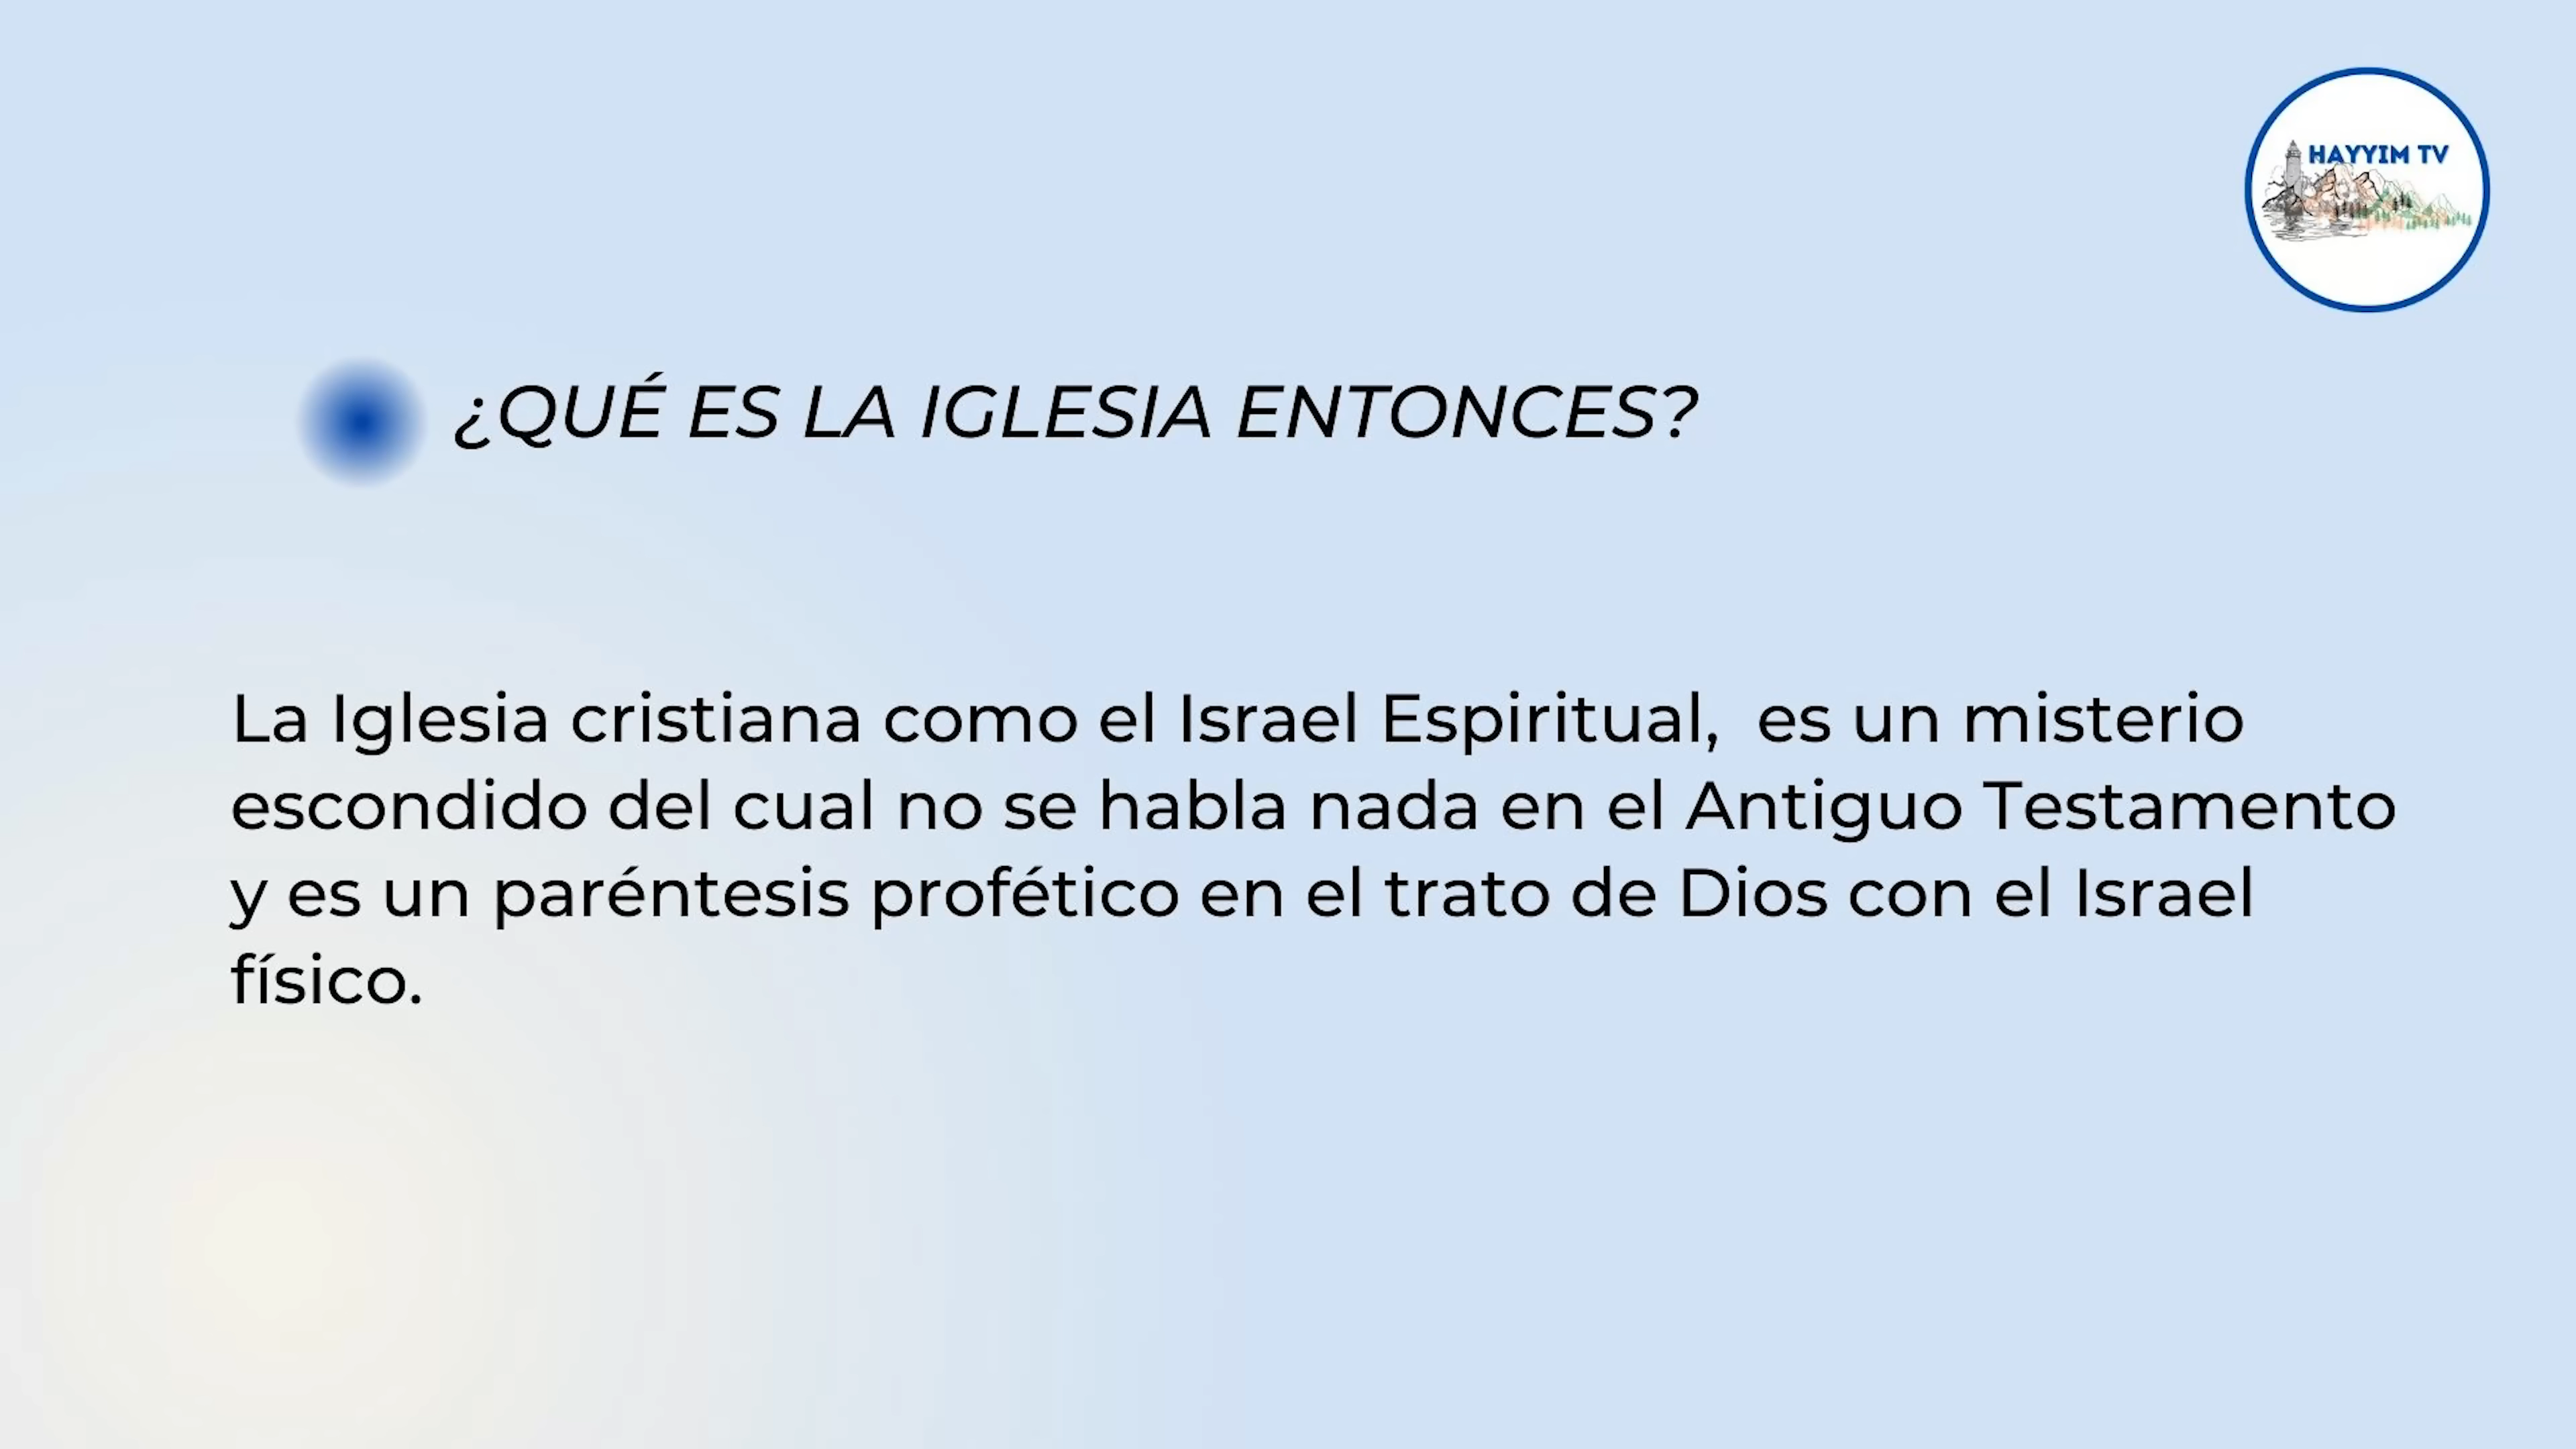 HAYYIM TV
¿QUÉ ES LA IGLESIA ENTONCES?
La Iglesia cristiana como el Israel Espiritual,  es un misterio
escondido del cual no se habla nada en el Antiguo Testamento
y es un paréntesis profético en el trato de Dios con el Israel
físico.